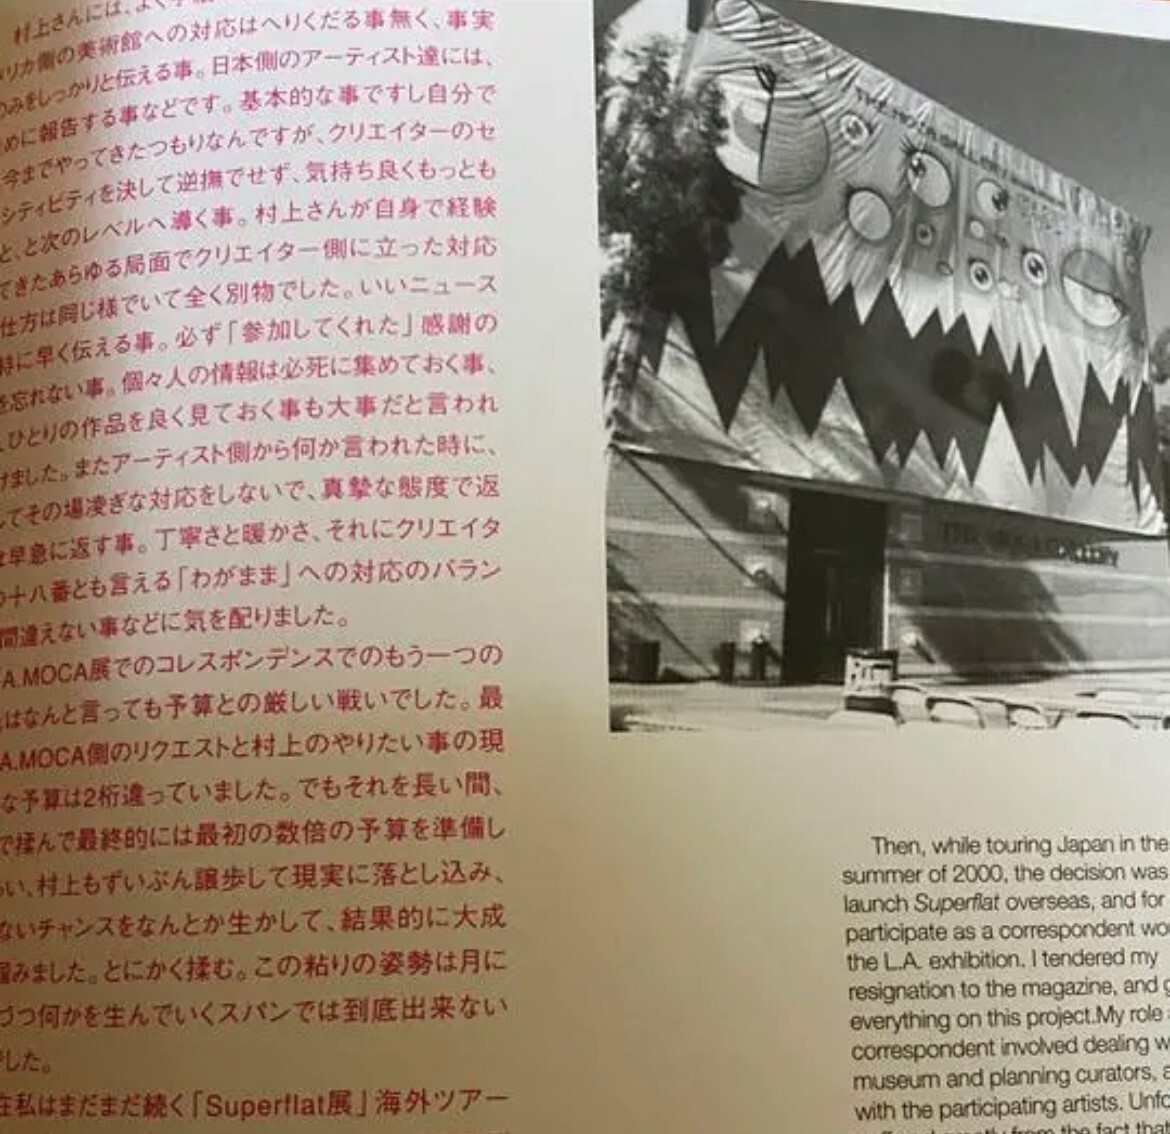 村上さんには、よく
リカ側の美術館への対応はへりくだる事無く、事実
のみをしっかりと伝える事。日本側のアーティスト達には、
めに報告する事などです。基本的な事ですし自分で
今までやってきたつもりなんですが、クリエイターのセ
シティビティを決して逆撫でせず、気持ち良くもっとも
と、と次のレベルへ導く事。村上さんが自身で経験
てきたあらゆる局面でクリエイター側に立った対応
仕方は同じ様でいて全く別物でした。いいニュース
特に早く伝える事。必ず「参加してくれた」感謝の
を忘れない事。個々人の情報は必死に集めておく事、
ひとりの作品を良く見ておく事も大事だと言われ
けました。またアーティスト側から何か言われた時に、
してその場凌ぎな対応をしないで、真摯な態度で返
は早急に返す事。丁寧さと暖かさ、それにクリエイタ
の十八番とも言える「わがまま」への対応のバラン
間違えない事などに気を配りました。
A.MOCA展でのコレスポンデンスでのもう一つの
はなんと言っても予算との厳しい戦いでした。最
A.MOCA側のリクエストと村上のやりたい事の現
な予算は2桁違っていました。でもそれを長い間、
で揉んで最終的には最初の数倍の予算を準備し
らい、村上もずいぶん譲歩して現実に落とし込み、
ないチャンスをなんとか生かして、結果的に大成
掴みました。とにかく揉む。この粘りの姿勢は月に
づつ何かを生んでいくスパンでは到底出来ない
でした。
在私はまだまだ続く「Superflat展」海外ツアー
THE MOCA GALLERY
Then, while touring Japan in the
summer of 2000, the decision was
launch Superflat overseas, and for
participate as a correspondent
the L.A. exhibition. I tendered my
resignation to the magazine, and
everything on this project.My role
correspondent involved dealing
museum and planning curators,
with the participating artists.
from the fact that